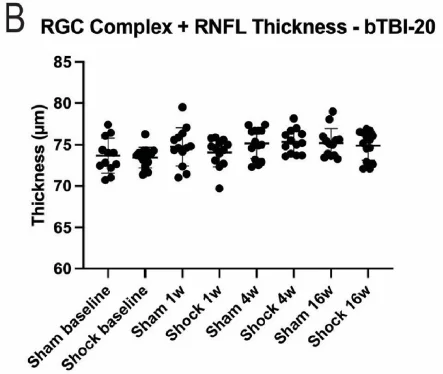 B
RGC Complex + RNFL Thickness - bTBI-20
Thickness (μm)
85
80
75
70
65
60
Sham baseline
Shock baseline
Sham 1w
Shock 1w
Sham 4w
Shock 4w
Sham 16w
Shock 16w